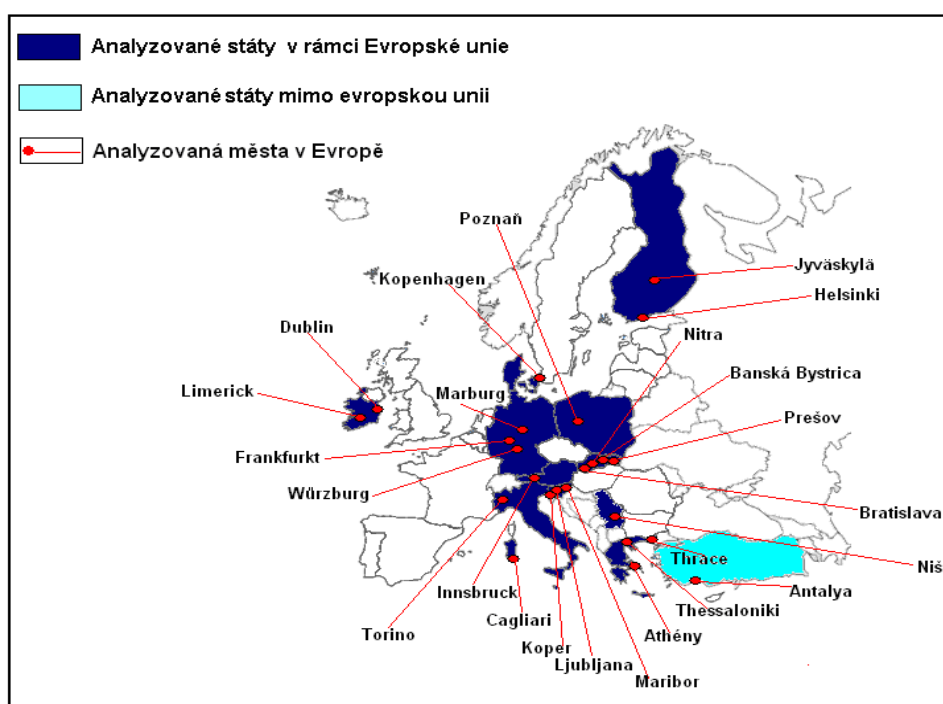 Analyzované státy v rámci Evropské unie
Analyzované státy mimo evropskou unii
Analyzovaná města v Evropě
Poznaň
Jyväskylä
Kopenhagen
Helsinki
Dublin
Nitra
Banská Bystrica
Limerick
Marburg
Prešov
Frankfurkt
Würzburg
Bratislava
Thrace
Niš
Innsbruck
Antalya
Cagliari
Thessaloniki
Torino
Athény
Koper
Ljubljana
Maribor